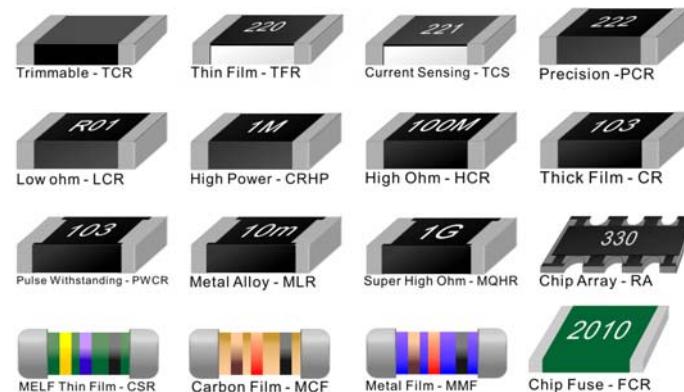 220
221
222
Trimmable - TCR
Thin Film - TFR
Current Sensing - TCS
Precision -PCR
R01
1M
100M
103
Low ohm - LCR
High Power - CRHP
High Ohm - HCR
Thick Film - CR
103
10m
1G
330
Pulse Withstanding - PWCR
Metal Alloy - MLR
Super High Ohm - MQHR
Chip Array - RA
2010
MELF Thin Film - CSR
Carbon Film - MCF
Metal Film - MMF
Chip Fuse - FCR